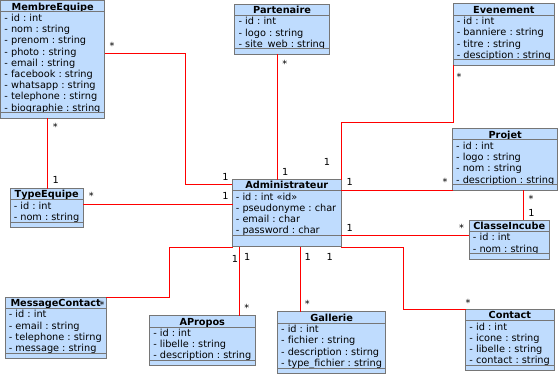 MembreEquipe
- id : int
- nom : string
- prenom : string
- photo : string
- email : string
- facebook : string
- whatsapp : string
- telephone : stirng
- biographie : string
Partenaire
- id : int
- logo : string
- site_web : string
Evenement
- id : int
- banniere : string
- titre : string
- desciption : string
*
*
*
*
1
1
1
1
1
1
*
*
*
1
*
1
Projet
- id : int
- logo : string
- nom : string
- description : string
TypeEquipe
- id : int
- nom : string
Administrateur
- id : int «id»
- pseudonyme : char
- email : char
- password : char
ClasseIncube
- id : int
- nom : string
1
1
1
1
1
*
*
*
*
MessageContact
- id : int
- email : string
- telephone : stirng
- message : string
APropos
- id : int
- libelle : string
- description : string
Gallerie
- id : int
- fichier : string
- description : stirng
- type_fichier : string
Contact
- id : int
- icone : string
- libelle : string
- contact : string